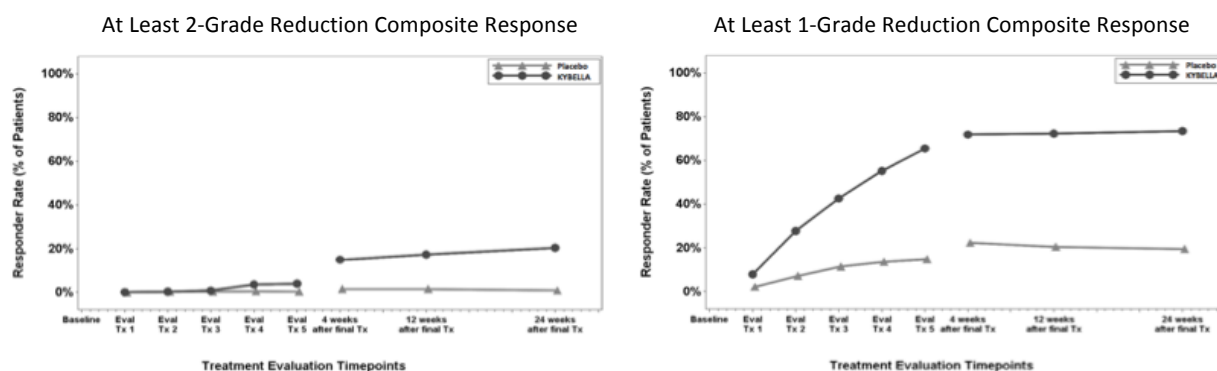 At Least 2-Grade Reduction Composite Response
Placebo
KYBELLA
100%
80%
60%
40%
20%
0%
Responder Rate (% of Patients)
Baseline Eval Tx 1 Eval Tx 2 Eval Tx 3 Eval Tx 4 Eval Tx 5 4 weeks after final Tx 12 weeks after final Tx 24 weeks after final Tx
Treatment Evaluation Timepoints
At Least 1-Grade Reduction Composite Response
Placebo
KYBELLA
100%
80%
60%
40%
20%
0%
Responder Rate (% of Patients)
Baseline Eval Tx 1 Eval Tx 2 Eval Tx 3 Eval Tx 4 Eval Tx 5 4 weeks after final Tx 12 weeks after final Tx 24 weeks after final Tx
Treatment Evaluation Timepoints